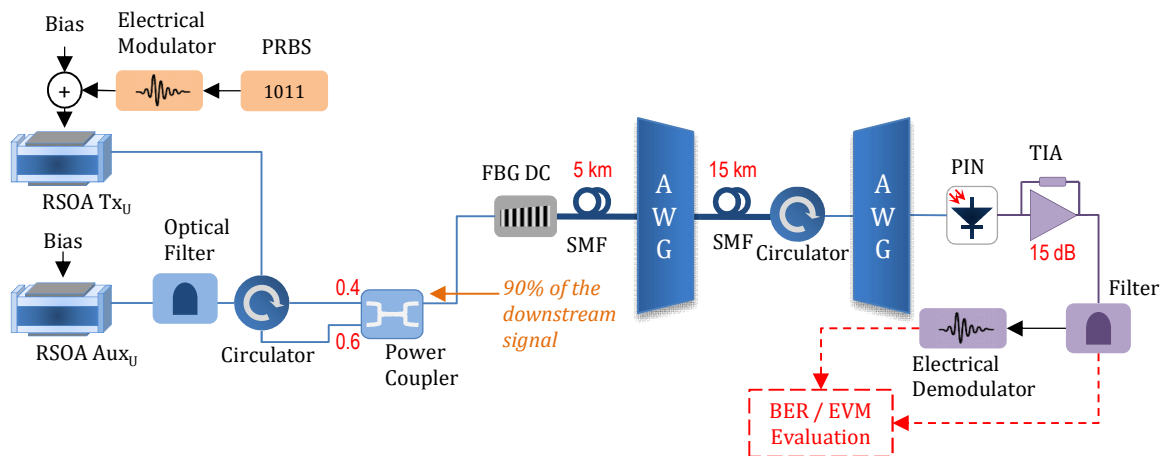 Bias
Electrical
Modulator
PRBS
+
1011
RSOA TxU
Optical
Filter
Bias
RSOA AuxU
Circulator
0.4
0.6
Power
Coupler
90% of the
downstream
signal
FBG DC
5 km
SMF
A
W
G
15 km
SMF
Circulator
A
W
G
PIN
TIA
15 dB
Filter
Electrical
Demodulator
BER / EVM
Evaluation